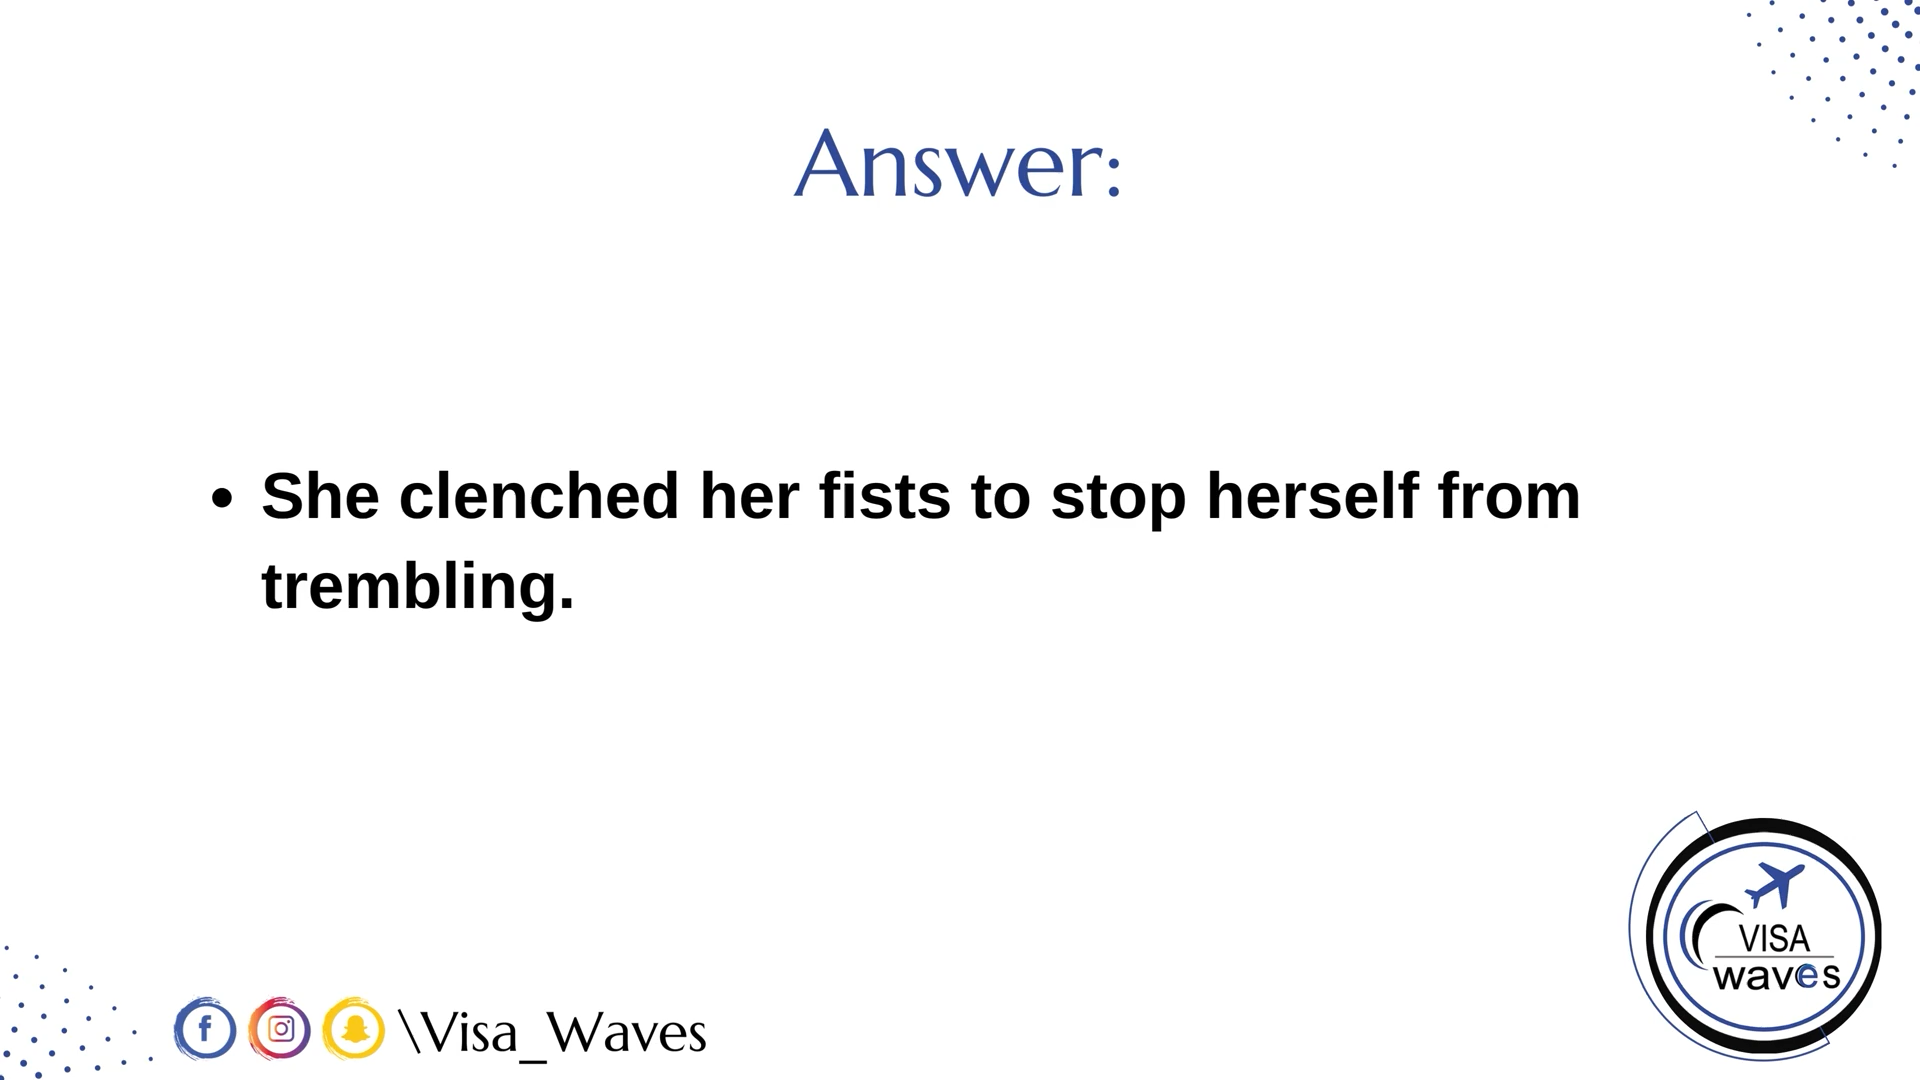 Answer:
• She clenched her fists to stop herself from
trembling.
VISA
waves
\Visa_Waves